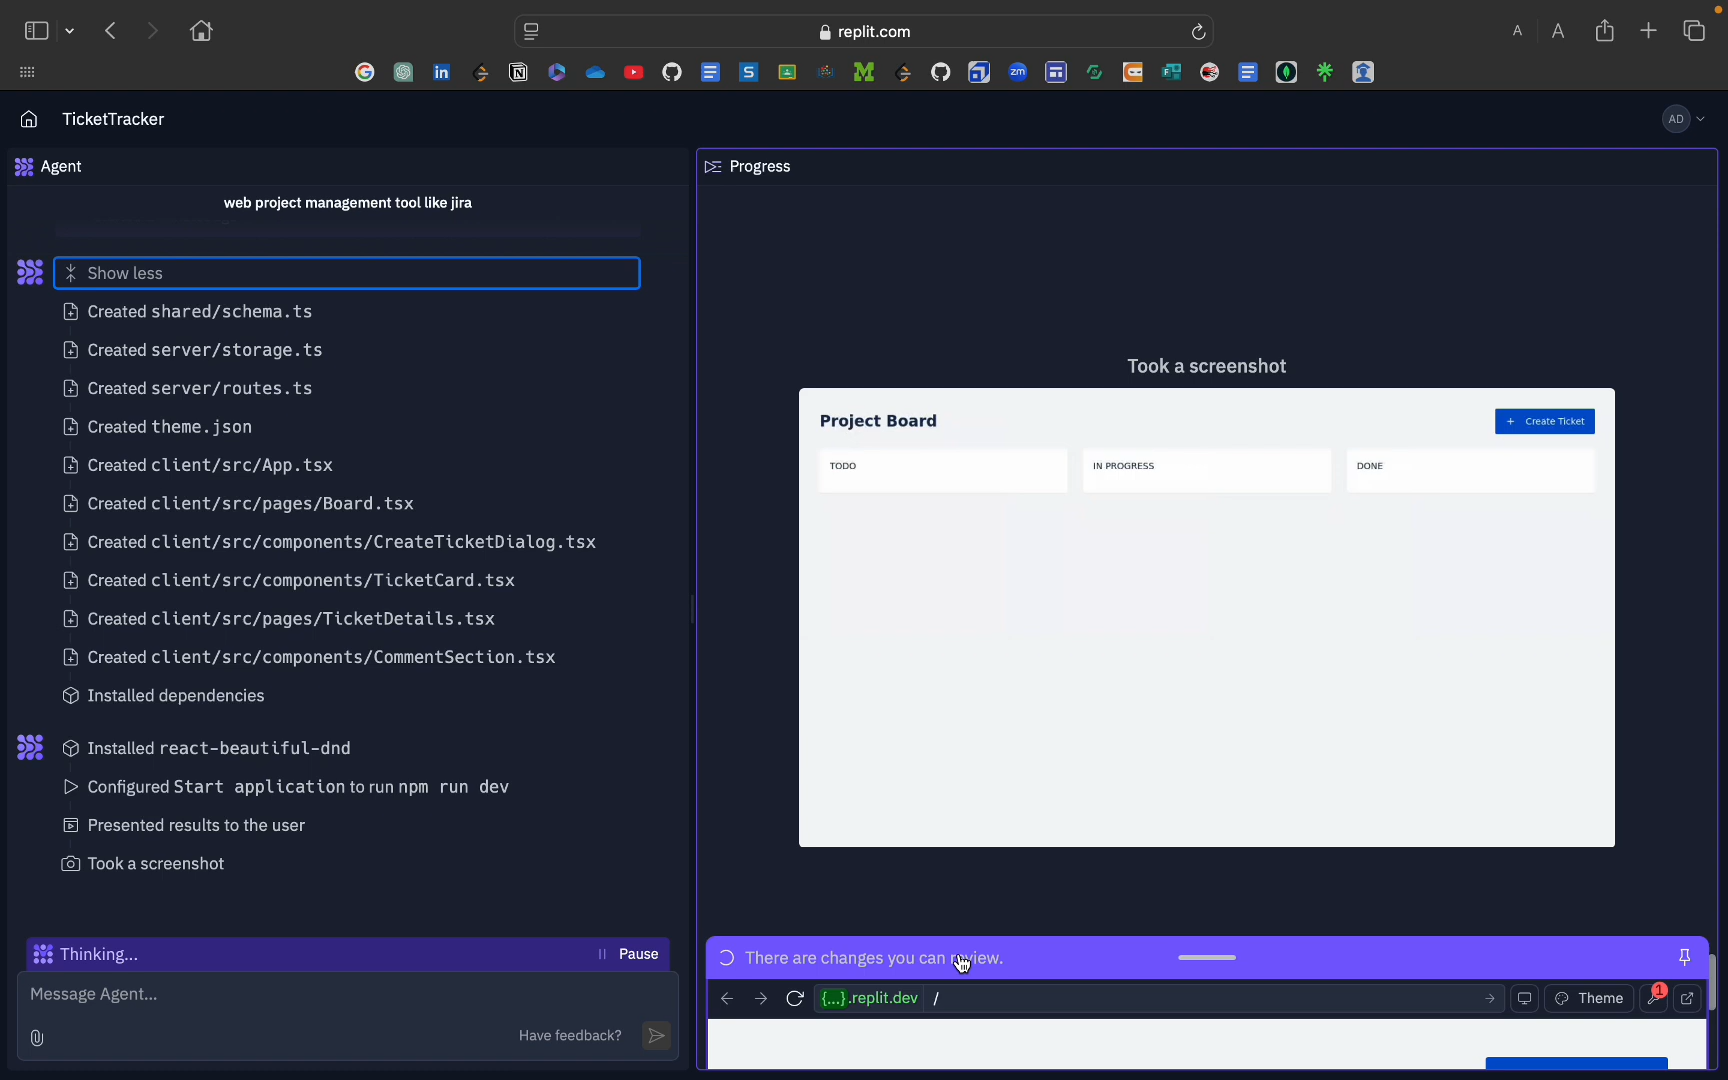 replit.com
A
A
in
N
S
M
zm
TicketTracker
AD
Agent
web project management tool like jira
Show less
Created shared/schema.ts
Created server/storage.ts
Created server/routes.ts
Created theme.json
Created client/src/App.tsx
Created client/src/pages/Board.tsx
Created client/src/components/CreateTicketDialog.tsx
Created client/src/components/TicketCard.tsx
Created client/src/pages/TicketDetails.tsx
Created client/src/components/CommentSection.tsx
Installed dependencies
Installed react-beautiful-dnd
Configured Start application to run npm run dev
Presented results to the user
Took a screenshot
Thinking...
Pause
Message Agent...
Have feedback?
Progress
Took a screenshot
Project Board
+ Create Ticket
TODO
IN PROGRESS
DONE
There are changes you can review.
{...}.replit.dev /
Theme
1